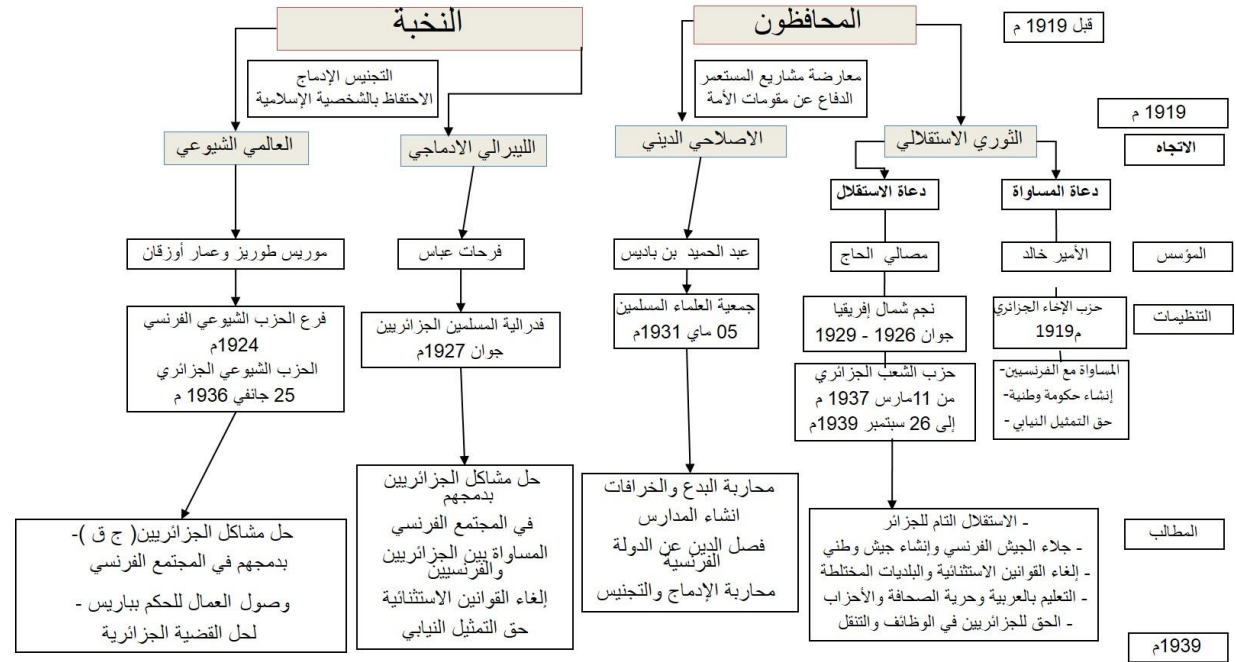 المحافظون
النخبة
قبل 1919 م
معارضة مشاريع المستعمر
الدفاع عن مقومات الأمة
التجنيس الإدماج
الاحتفاظ بالشخصية الإسلامية
1919 م
الاتجاه
الثوري الاستقلالي
الاصلاحي الديني
الليبرالي الادماجي
العالمي الشيوعي
دعاة المساواة
دعاة الاستقلال
المؤسس
الأمير خالد
مصالي الحاج
عبد الحميد بن باديس
فرحات عباس
موريس طوريز وعمار أوزقان
التنظيمات
حزب الإخاء الجزائري
1919م
نجم شمال إفريقيا
جوان 1926 - 1929
جمعية العلماء المسلمين
05 ماي 1931م
فدرالية المسلمين الجزائريين
جوان 1927م
فرع الحزب الشيوعي الفرنسي
1924م
الحزب الشيوعي الجزائري
25 جانفي 1936 م
حزب الشعب الجزائري
من 11مارس 1937 م
إلى 26 سبتمبر 1939م
المساواة مع الفرنسيين-
إنشاء حكومة وطنية-
حق التمثيل النيابي -
المطالب
- الاستقلال التام للجزائر
- جلاء الجيش الفرنسي وإنشاء جيش وطني
- إلغاء القوانين الاستثنائية والبلديات المختلطة
- التعليم بالعربية وحرية الصحافة والأحزاب
- الحق للجزائريين في الوظائف والتنقل
محاربة البدع والخرافات
انشاء المدارس
فصل الدين عن الدولة
الفرنسية
محاربة الإدماج والتجنيس
حل مشاكل الجزائريين
بدمجهم
في المجتمع الفرنسي
المساواة بين الجزائريين
والفرنسيين
إلغاء القوانين الاستثنائية
حق التمثيل النيابي
حل مشاكل الجزائريين( ج ق )-
بدمجهم في المجتمع الفرنسي
وصول العمال للحكم بباريس -
لحل القضية الجزائرية
1939م